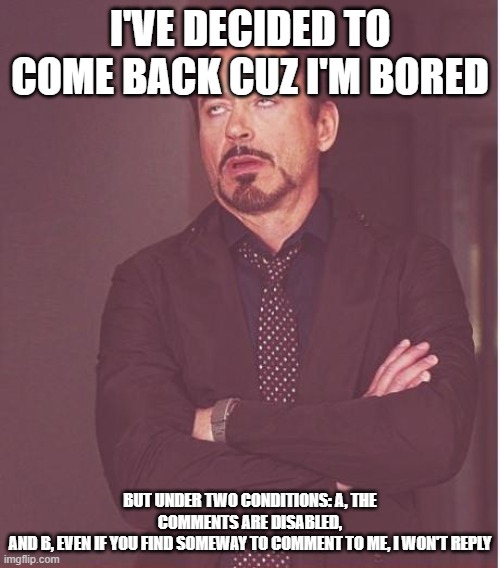 I'VE DECIDED TO
COME BACK CUZ I'M BORED
BUT UNDER TWO CONDITIONS: A, THE
COMMENTS ARE DISABLED,
AND B, EVEN IF YOU FIND SOMEWAY TO COMMENT TO ME, I WON'T REPLY
imgflip.com